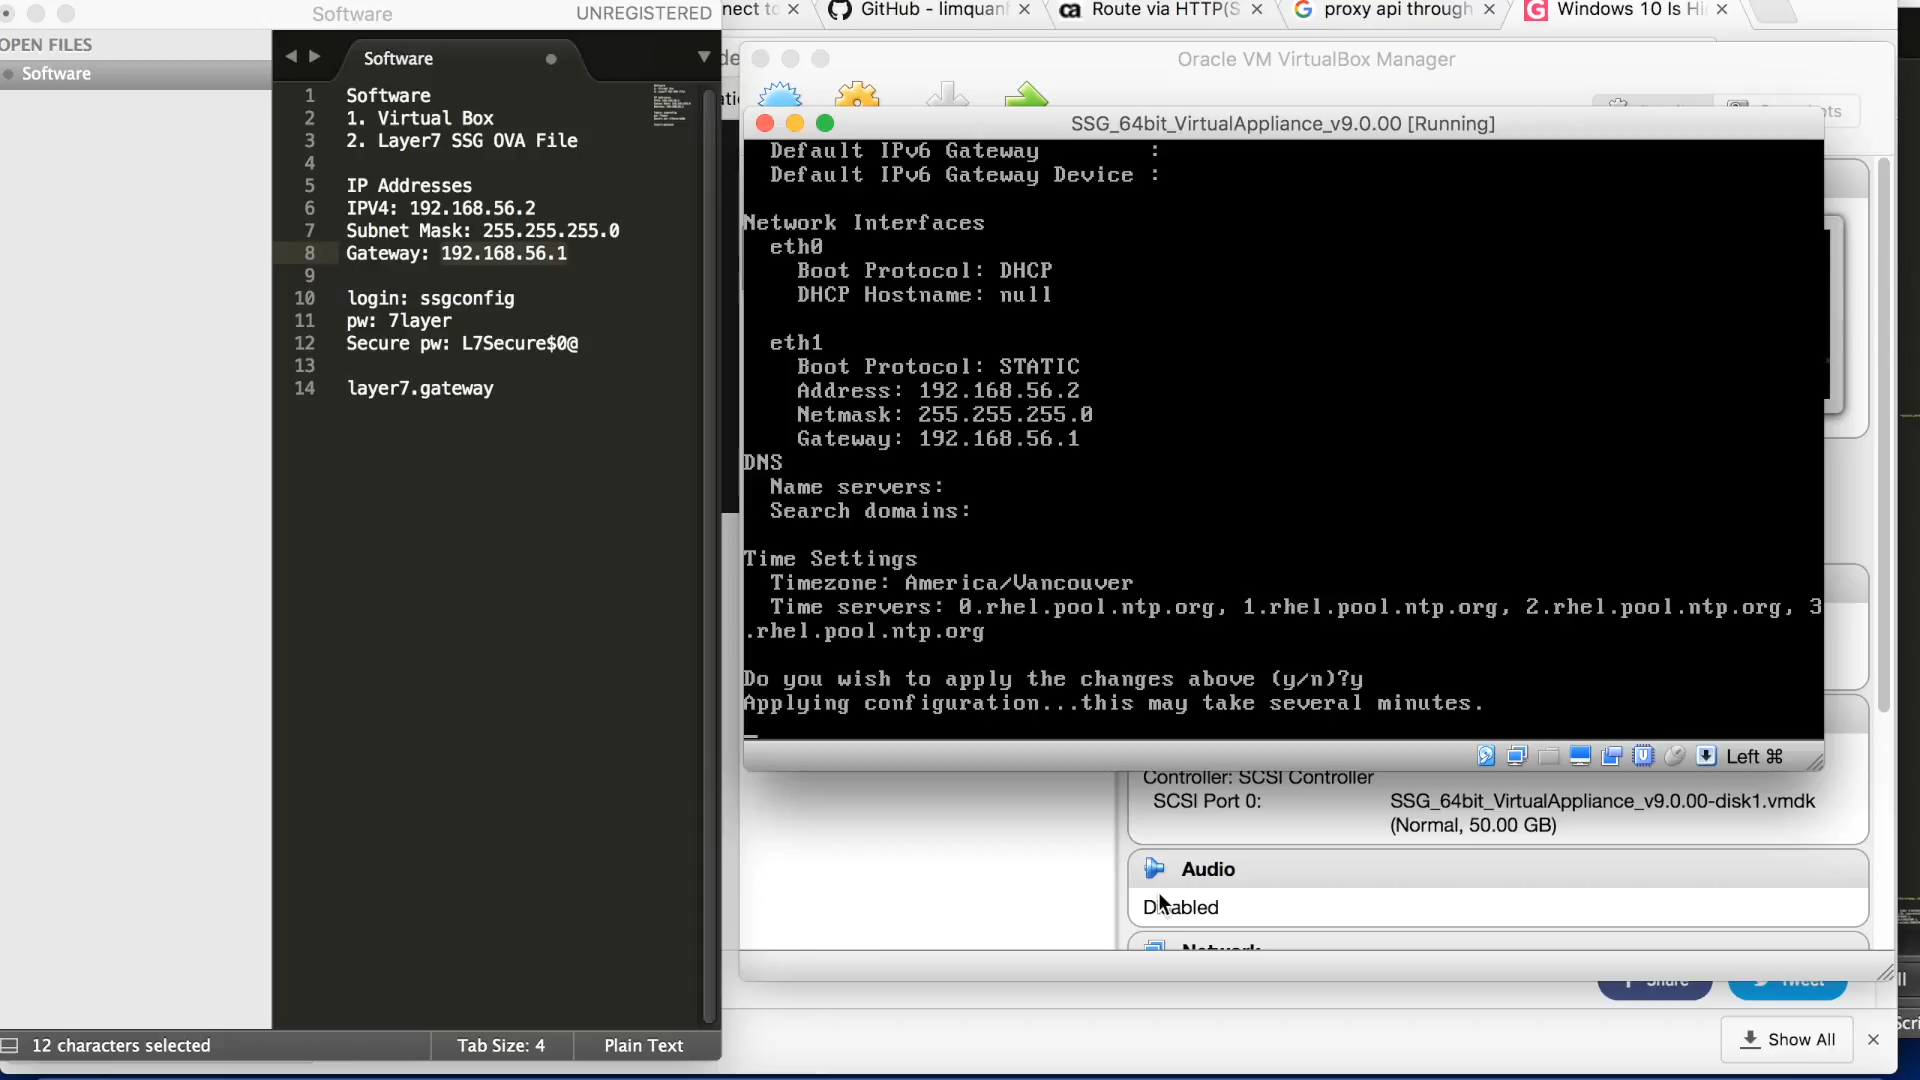 Software
UNREGISTERED
nect to
GitHub - limquanl
Route via HTTP(S
proxy api through
Windows 10 Is Hi
OPEN FILES
Software
Software
Oracle VM VirtualBox Manager
SSG_64bit_VirtualAppliance_v9.0.00 [Running]
1 Software
2 1. Virtual Box
3 2. Layer7 SSG OVA File
4
5 IP Addresses
6 IPV4: 192.168.56.2
7 Subnet Mask: 255.255.255.0
8 Gateway: 192.168.56.1
9
10 login: ssgconfig
11 pw: 7layer
12 Secure pw: L7Secure$0@
13
14 layer7.gateway
Default IPv6 Gateway :
Default IPv6 Gateway Device :
Network Interfaces
eth0
Boot Protocol: DHCP
DHCP Hostname: null
eth1
Boot Protocol: STATIC
Address: 192.168.56.2
Netmask: 255.255.255.0
Gateway: 192.168.56.1
DNS
Name servers:
Search domains:
Time Settings
Timezone: America/Vancouver
Time servers: 0.rhel.pool.ntp.org, 1.rhel.pool.ntp.org, 2.rhel.pool.ntp.org, 3
.rhel.pool.ntp.org
Do you wish to apply the changes above (y/n)?y
Applying configuration...this may take several minutes.
Left ⌘
Controller: SCSI Controller
SCSI Port 0: SSG_64bit_VirtualAppliance_v9.0.00-disk1.vmdk
(Normal, 50.00 GB)
Audio
Disabled
Network
Share
Tweet
Show All
12 characters selected
Tab Size: 4
Plain Text